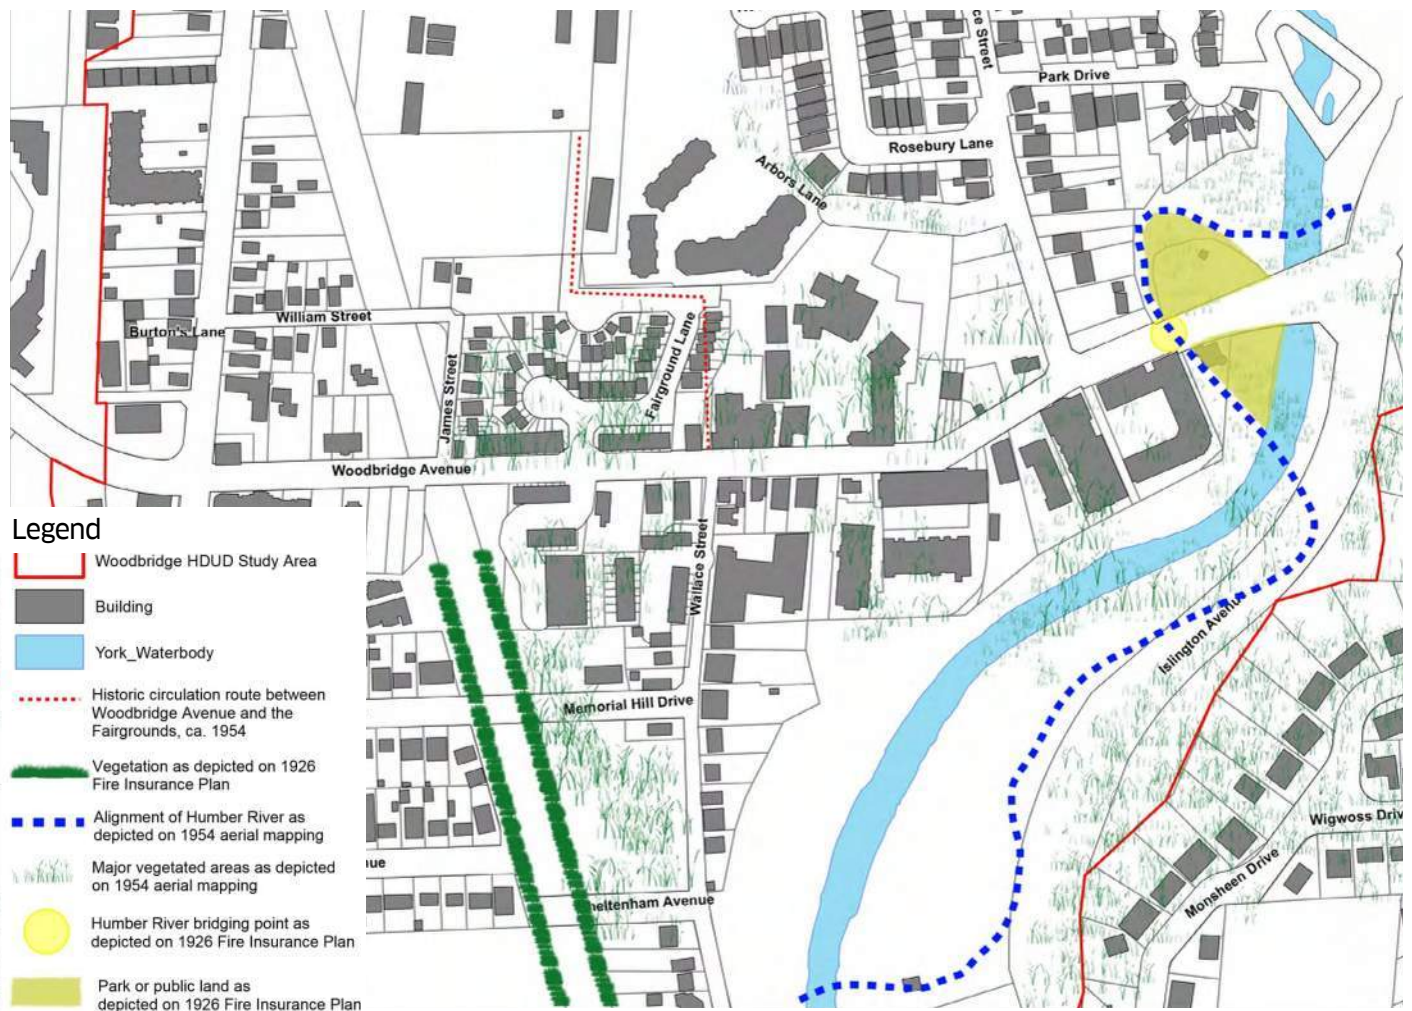 ce Street
Park Drive
Rosebury Lane
Arbors Lane
William Street
Burton's Lane
Fairground Lane
James Street
Woodbridge Avenue
Wallace Street
Islington Avenu
Memorial Hill Drive
Wigwoss Driv
Monsheen Drive
nue
heltenham Avenue
Legend
Woodbridge HDUD Study Area
Building
York_Waterbody
Historic circulation route between
Woodbridge Avenue and the
Fairgrounds, ca. 1954
Vegetation as depicted on 1926
Fire Insurance Plan
Alignment of Humber River as
depicted on 1954 aerial mapping
Major vegetated areas as depicted
on 1954 aerial mapping
Humber River bridging point as
depicted on 1926 Fire Insurance Plan
Park or public land as
depicted on 1926 Fire Insurance Plan